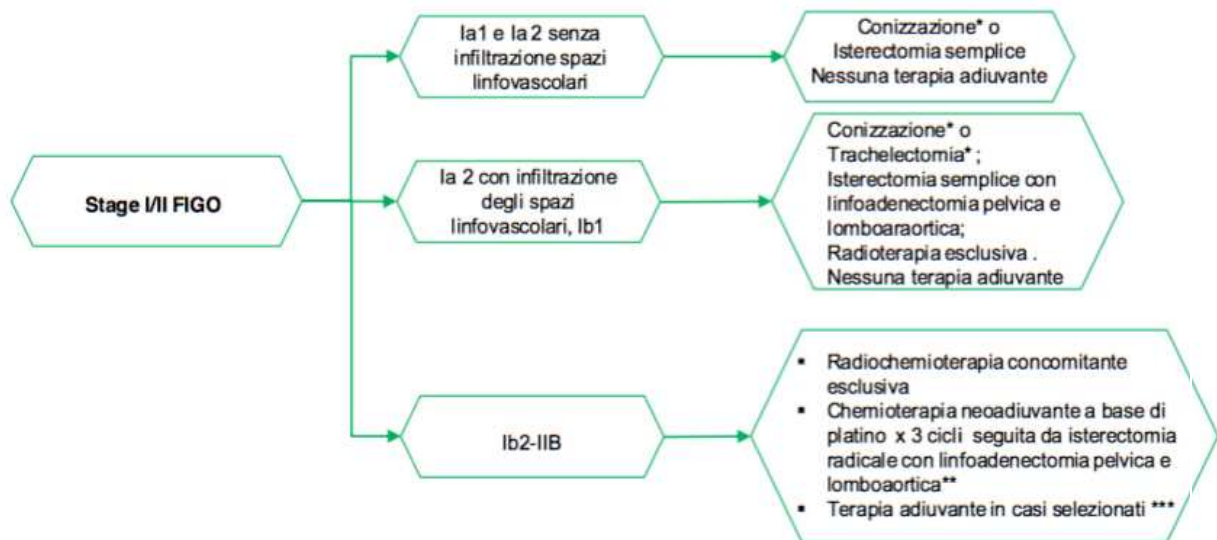 Stage I/II FIGO
Ia1 e Ia 2 senza
infiltrazione spazi
linfovascolari
Conizzazione* o
Isterectomia semplice
Nessuna terapia adiuvante
Ia 2 con infiltrazione
degli spazi
linfovascolari, Ib1
Conizzazione* o
Trachelectomia* ;
Isterectomia semplice con
linfoadenectomia pelvica e
lomboaraortica;
Radioterapia esclusiva .
Nessuna terapia adiuvante
Ib2-IIB
▪ Radiochemioterapia concomitante
esclusiva
▪ Chemioterapia neoadiuvante a base di
platino x 3 cicli seguita da isterectomia
radicale con linfoadenectomia pelvica e
lomboaortica**
▪ Terapia adiuvante in casi selezionati ***